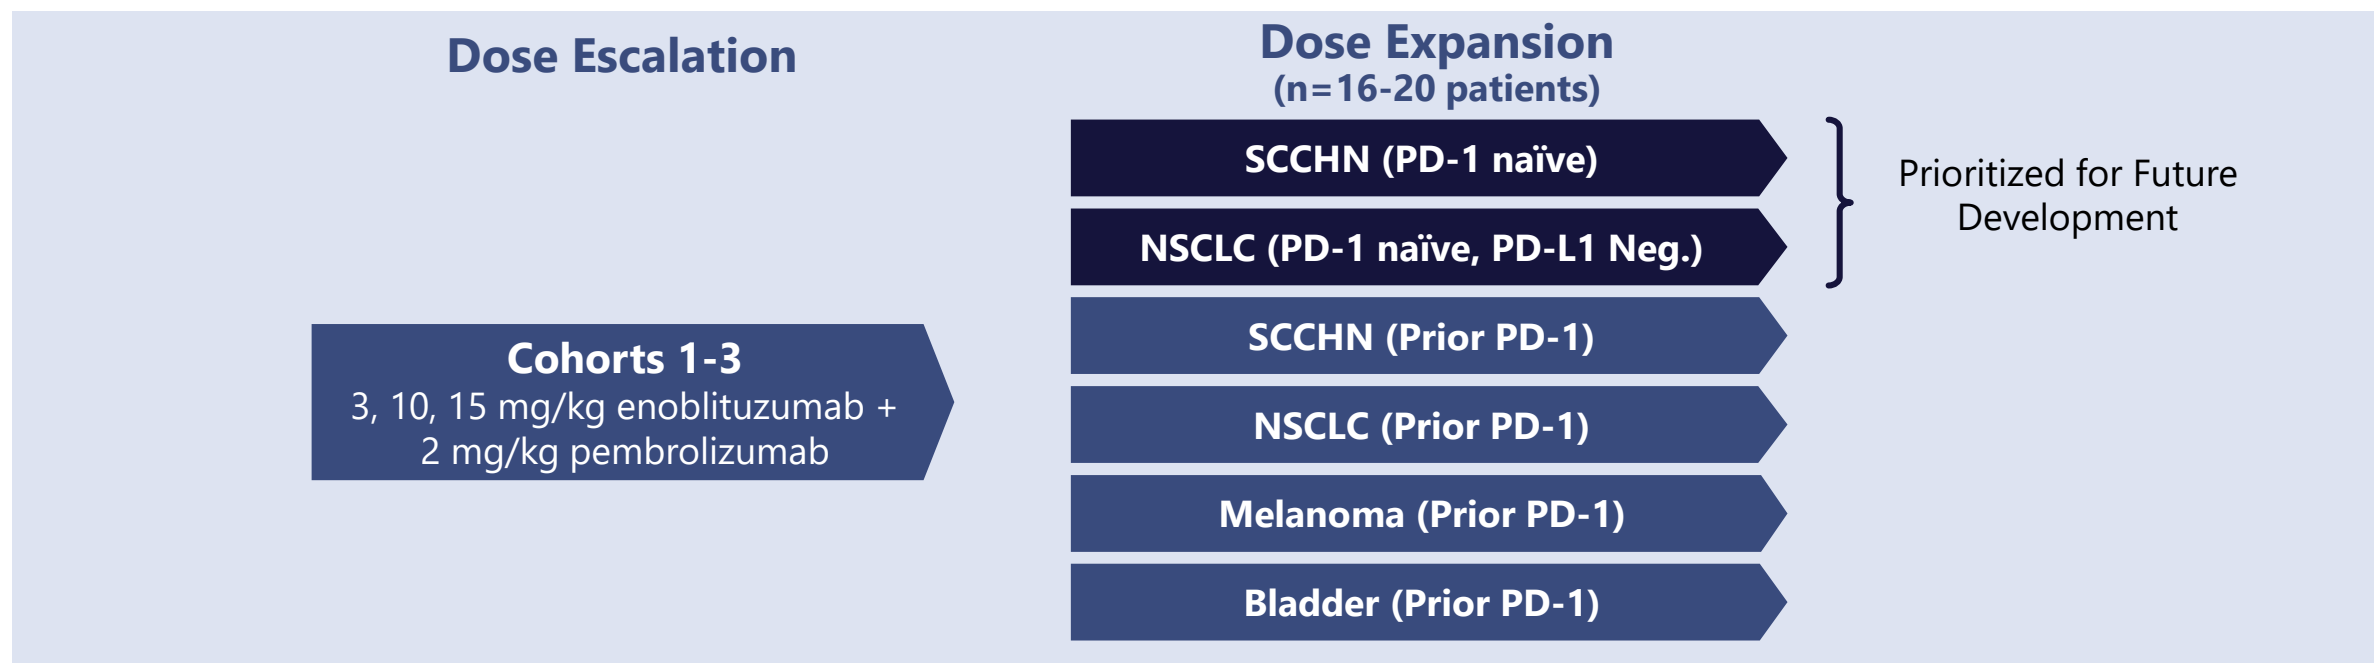 Dose Escalation
Cohorts 1-3
3, 10, 15 mg/kg enoblituzumab +
2 mg/kg pembrolizumab
Dose Expansion
(n=16-20 patients)
SCCHN (PD-1 naïve)
NSCLC (PD-1 naïve, PD-L1 Neg.)
SCCHN (Prior PD-1)
NSCLC (Prior PD-1)
Melanoma (Prior PD-1)
Bladder (Prior PD-1)
Prioritized for Future
Development